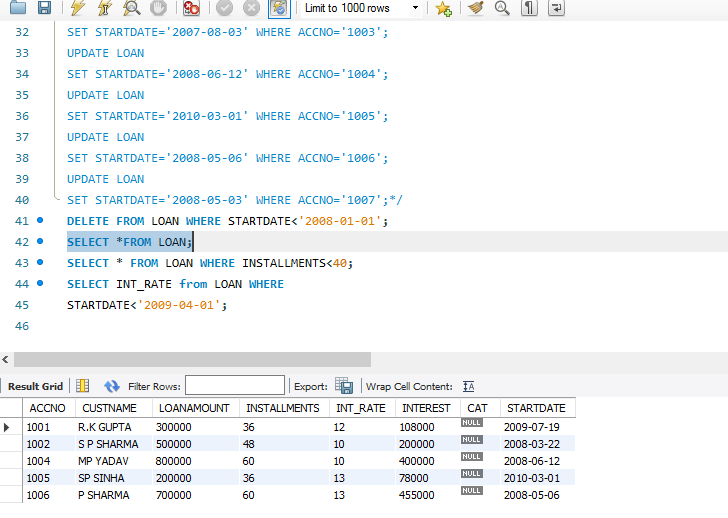 Limit to 1000 rows
32 SET STARTDATE='2007-08-03' WHERE ACCNO='1003';
33 UPDATE LOAN
34 SET STARTDATE='2008-06-12' WHERE ACCNO='1004';
35 UPDATE LOAN
36 SET STARTDATE='2010-03-01' WHERE ACCNO='1005';
37 UPDATE LOAN
38 SET STARTDATE='2008-05-06' WHERE ACCNO='1006';
39 UPDATE LOAN
40 SET STARTDATE='2008-05-03' WHERE ACCNO='1007';*/
41 DELETE FROM LOAN WHERE STARTDATE<'2008-01-01';
42 SELECT *FROM LOAN;
43 SELECT * FROM LOAN WHERE INSTALLMENTS<40;
44 SELECT INT_RATE from LOAN WHERE
45 STARTDATE<'2009-04-01';
46
Result Grid Filter Rows: Export: Wrap Cell Content:
ACCNO CUSTNAME LOANAMOUNT INSTALLMENTS INT_RATE INTEREST CAT STARTDATE
1001 R.K GUPTA 300000 36 12 108000 NULL 2009-07-19
1002 S P SHARMA 500000 48 10 200000 NULL 2008-03-22
1004 MP YADAV 800000 60 10 400000 NULL 2008-06-12
1005 SP SINHA 200000 36 13 78000 NULL 2010-03-01
1006 P SHARMA 700000 60 13 455000 NULL 2008-05-06